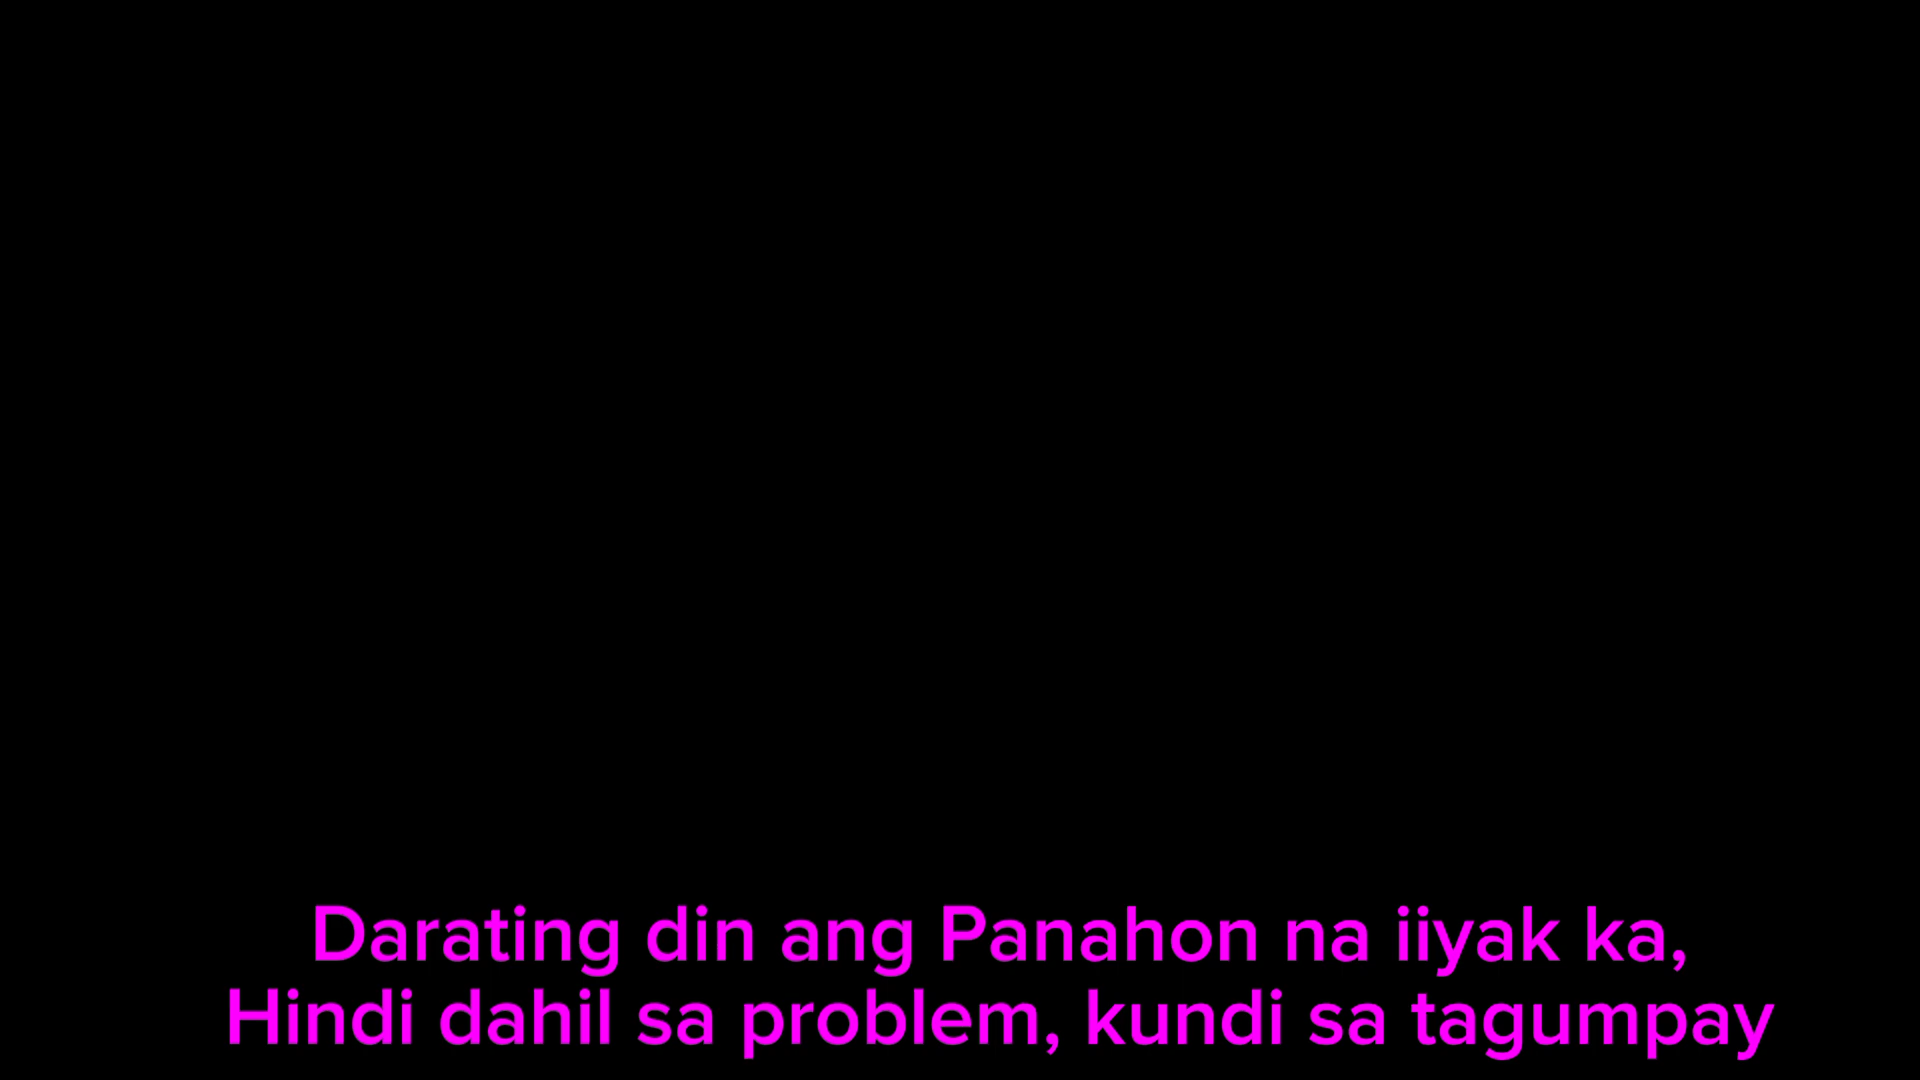 Darating din ang Panahon na iiyak ka,
Hindi dahil sa problem, kundi sa tagumpay